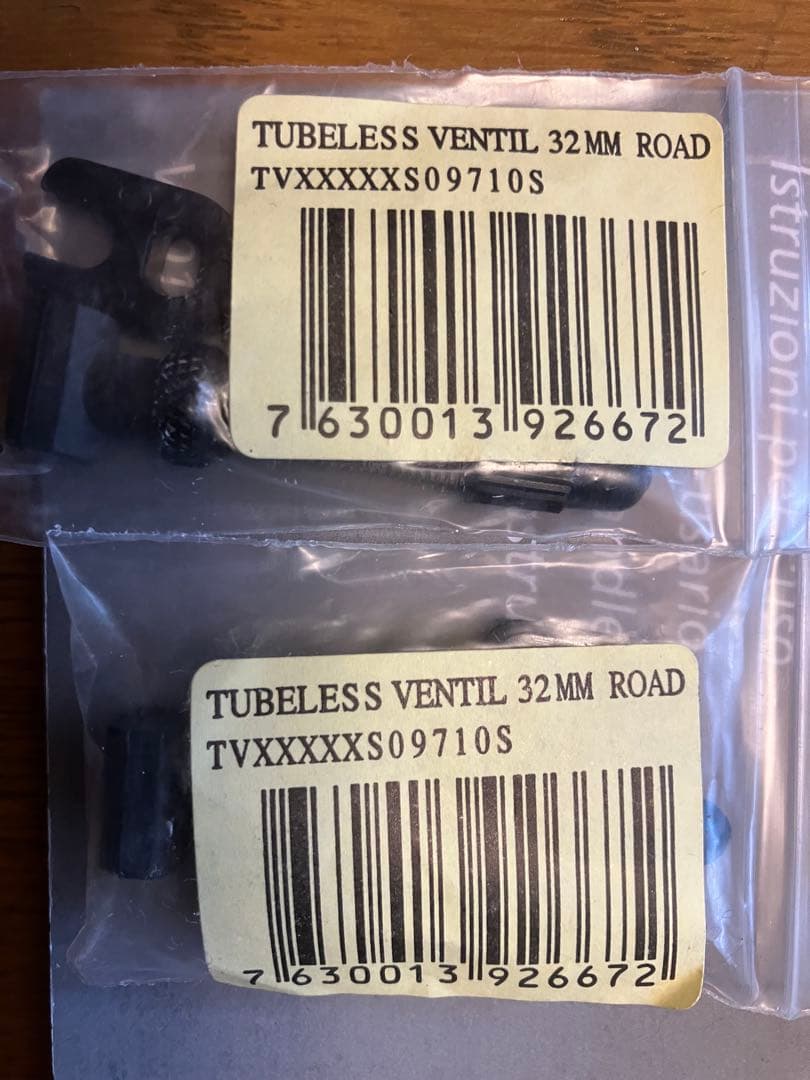 TUBELESS VENTIL 32MM ROAD
TVXXXXXS09710S
7 630013 926672
TUBELESS VENTIL 32MM ROAD
TVXXXXXS09710S
7 630013 926672